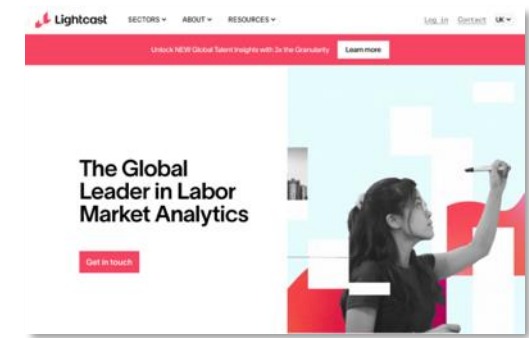 Lightcast SECTORS ABOUT RESOURCES Log in Contact UK
Unlock NEW Global Talent Insights with 3x the Granularity Learn more
The Global
Leader in Labor
Market Analytics
Get in touch